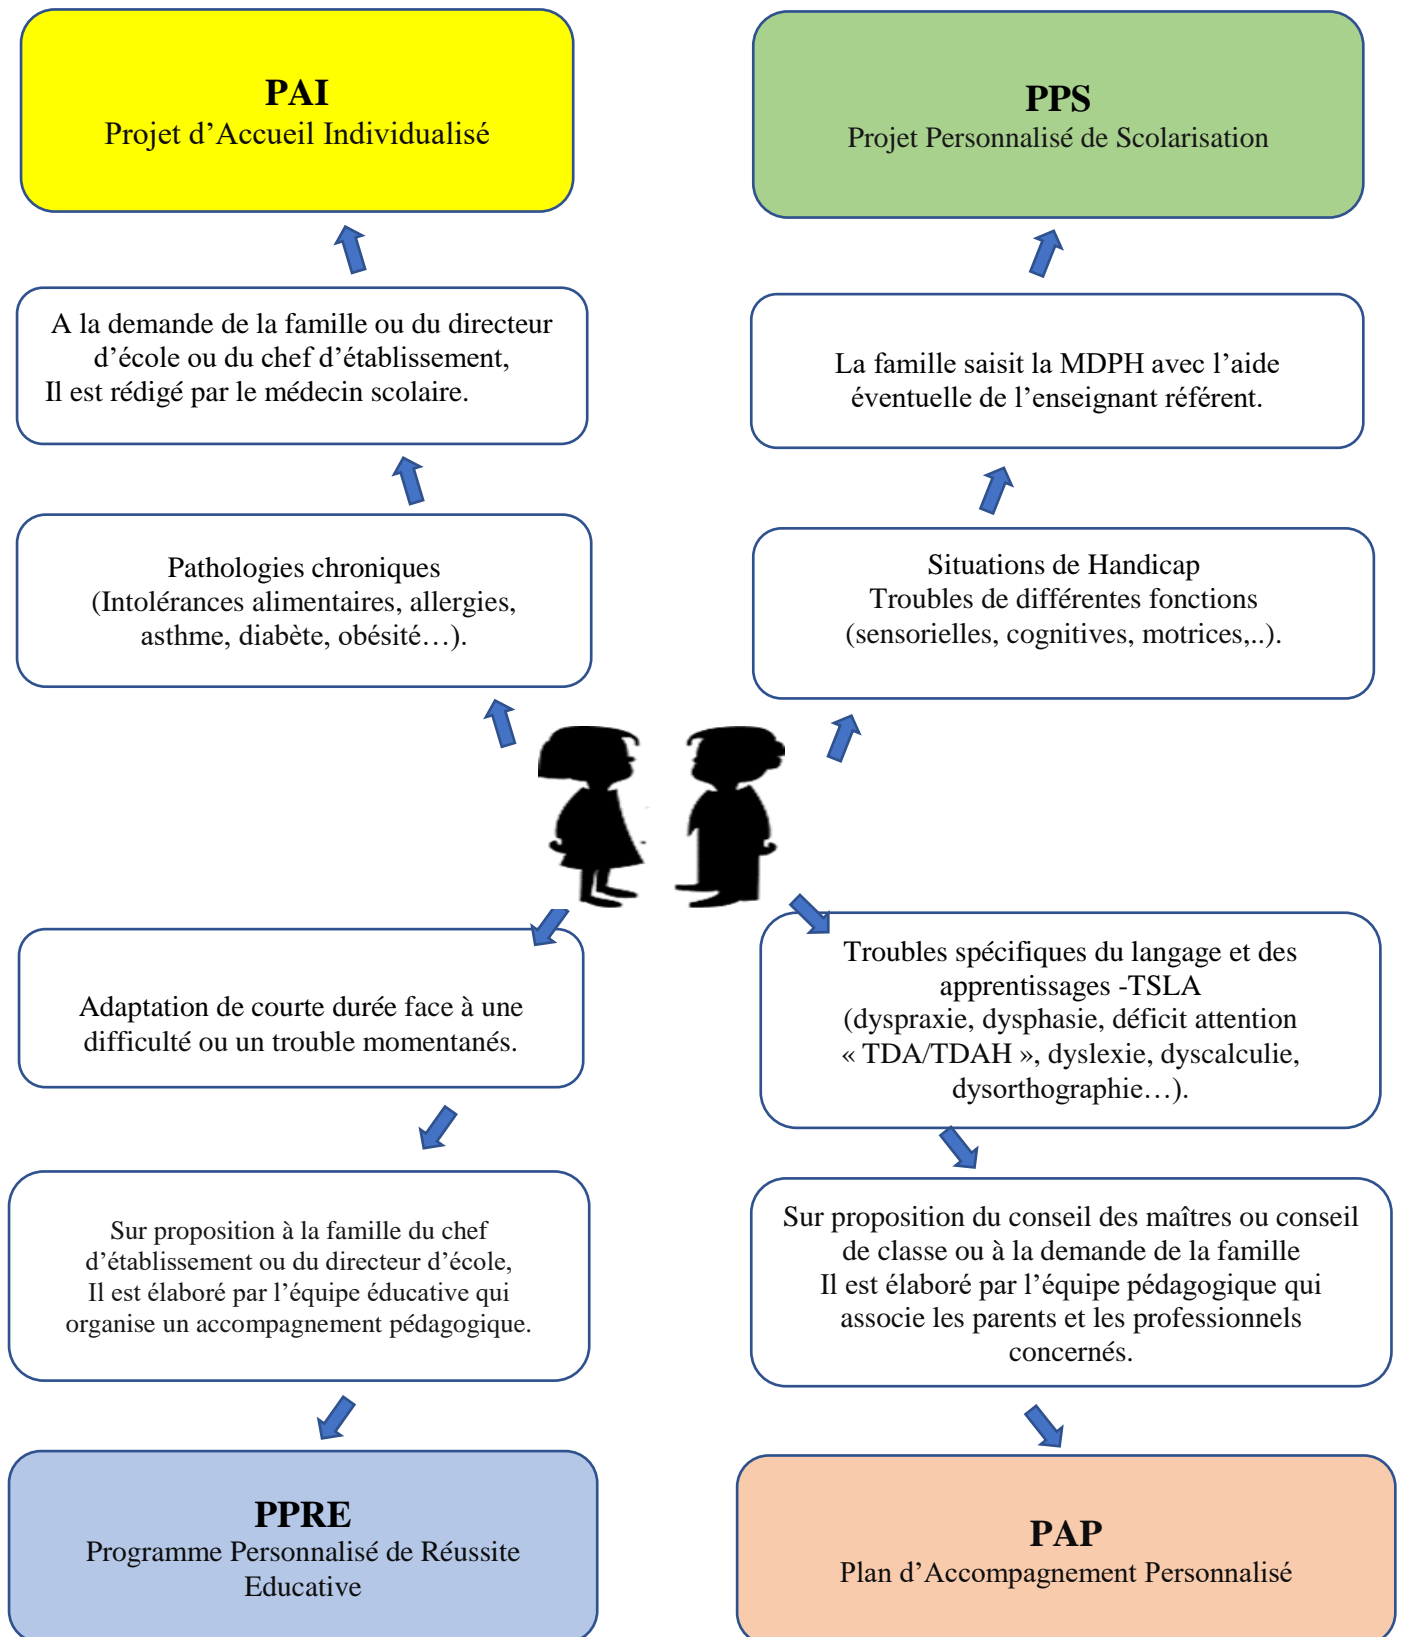 PAI
Projet d’Accueil Individualisé
PPS
Projet Personnalisé de Scolarisation
A la demande de la famille ou du directeur
d’école ou du chef d’établissement,
Il est rédigé par le médecin scolaire.
La famille saisit la MDPH avec l’aide
éventuelle de l’enseignant référent.
Pathologies chroniques
(Intolérances alimentaires, allergies,
asthme, diabète, obésité…).
Situations de Handicap
Troubles de différentes fonctions
(sensorielles, cognitives, motrices,..).
Adaptation de courte durée face à une
difficulté ou un trouble momentanés.
Troubles spécifiques du langage et des
apprentissages -TSLA
(dyspraxie, dysphasie, déficit attention
« TDA/TDAH », dyslexie, dyscalculie,
dysorthographie…).
Sur proposition à la famille du chef
d’établissement ou du directeur d’école,
Il est élaboré par l’équipe éducative qui
organise un accompagnement pédagogique.
Sur proposition du conseil des maîtres ou conseil
de classe ou à la demande de la famille
Il est élaboré par l’équipe pédagogique qui
associe les parents et les professionnels
concernés.
PPRE
Programme Personnalisé de Réussite
Educative
PAP
Plan d’Accompagnement Personnalisé